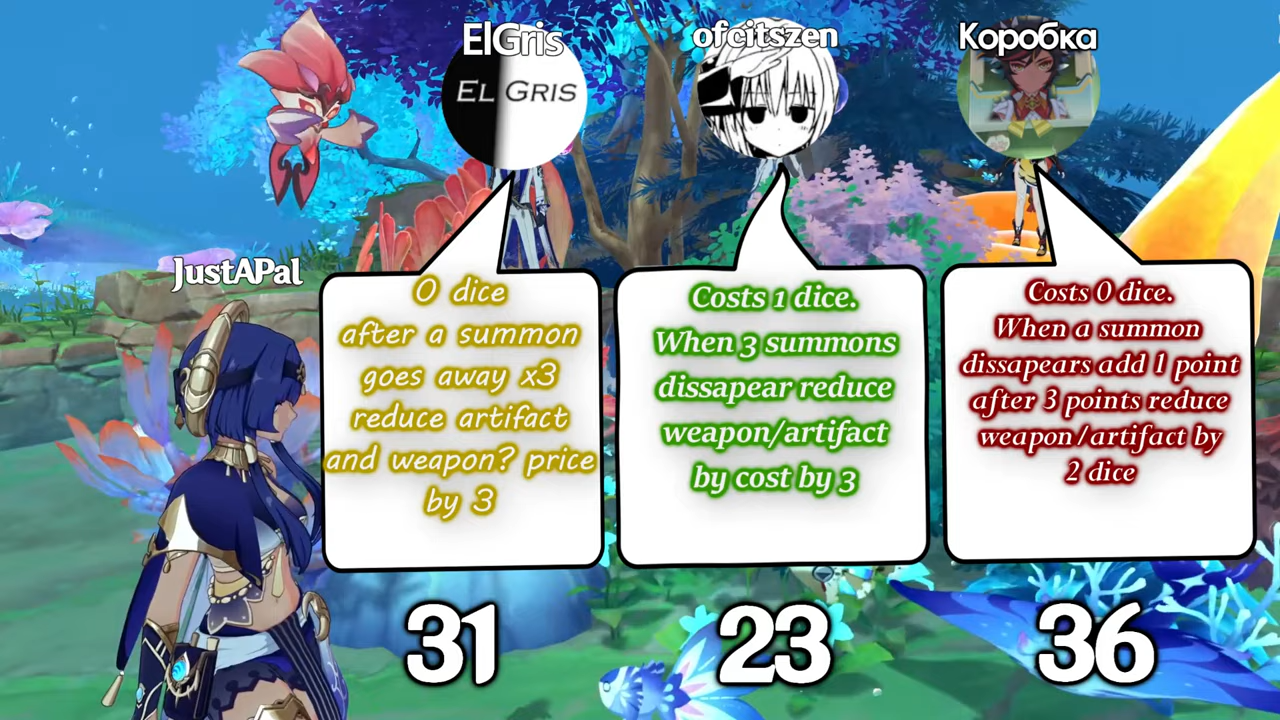 ElGris
ofcitszen
Коробка
EL GRIS
JustAPal
0 dice
after a summon
goes away x3
reduce artifact
and weapon? price
by 3
Costs 1 dice.
When 3 summons
dissapear reduce
weapon/artifact
by cost by 3
Costs 0 dice.
When a summon
dissapears add 1 point
after 3 points reduce
weapon/artifact by
2 dice
31
23
36